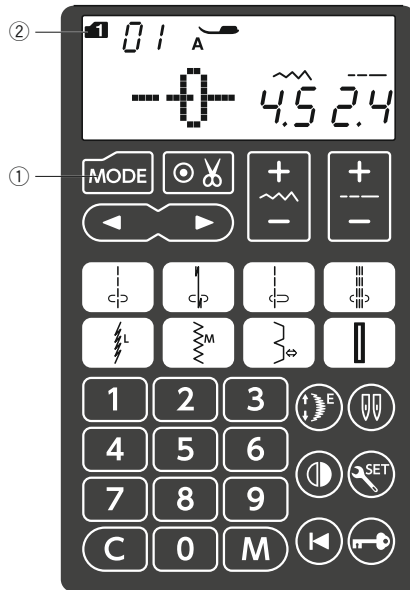 ② 1 01 A
4.5 2.4
① MODE + +
− −
L M
1 2 3 E
4 5 6 SET
7 8 9
C 0 M